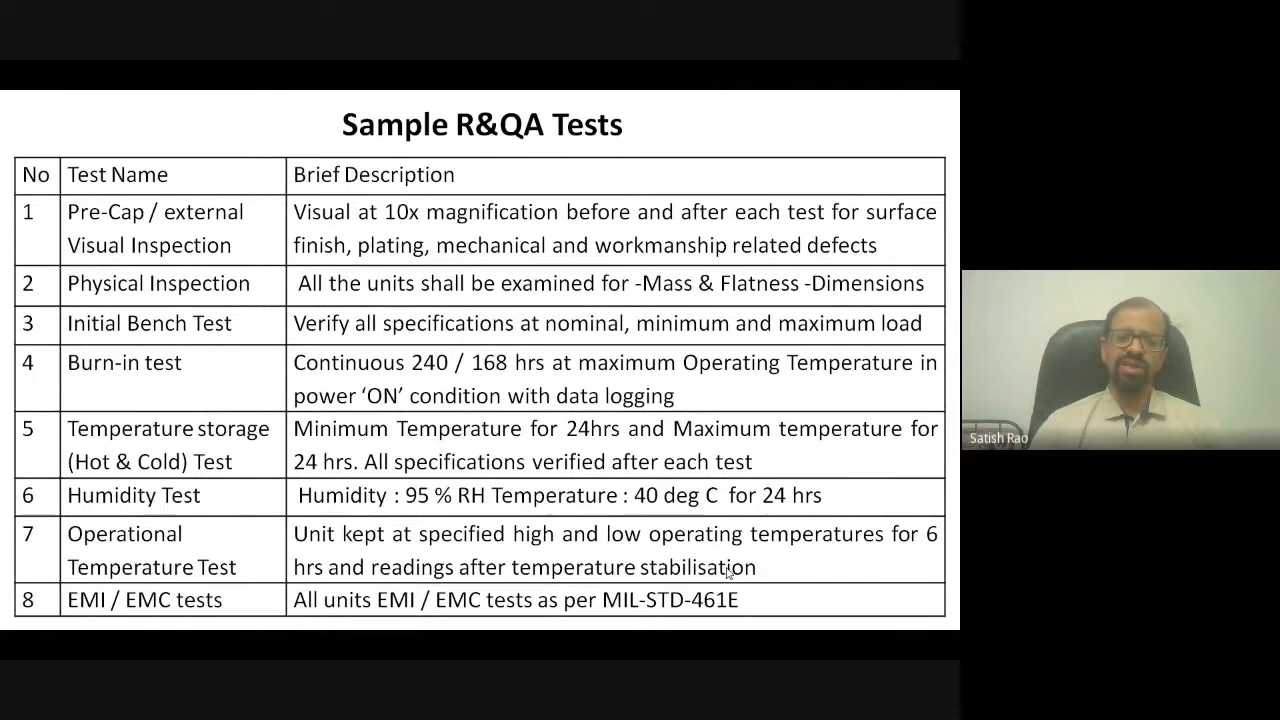 Sample R&QA Tests
No Test Name Brief Description
1 Pre-Cap / external Visual at 10x magnification before and after each test for surface
Visual Inspection finish, plating, mechanical and workmanship related defects
2 Physical Inspection All the units shall be examined for -Mass & Flatness -Dimensions
3 Initial Bench Test Verify all specifications at nominal, minimum and maximum load
4 Burn-in test Continuous 240 / 168 hrs at maximum Operating Temperature in
power ‘ON’ condition with data logging
5 Temperature storage Minimum Temperature for 24hrs and Maximum temperature for
(Hot & Cold) Test 24 hrs. All specifications verified after each test
6 Humidity Test Humidity : 95 % RH Temperature : 40 deg C for 24 hrs
7 Operational Unit kept at specified high and low operating temperatures for 6
Temperature Test hrs and readings after temperature stabilisation
8 EMI / EMC tests All units EMI / EMC tests as per MIL-STD-461E
Satish Rao